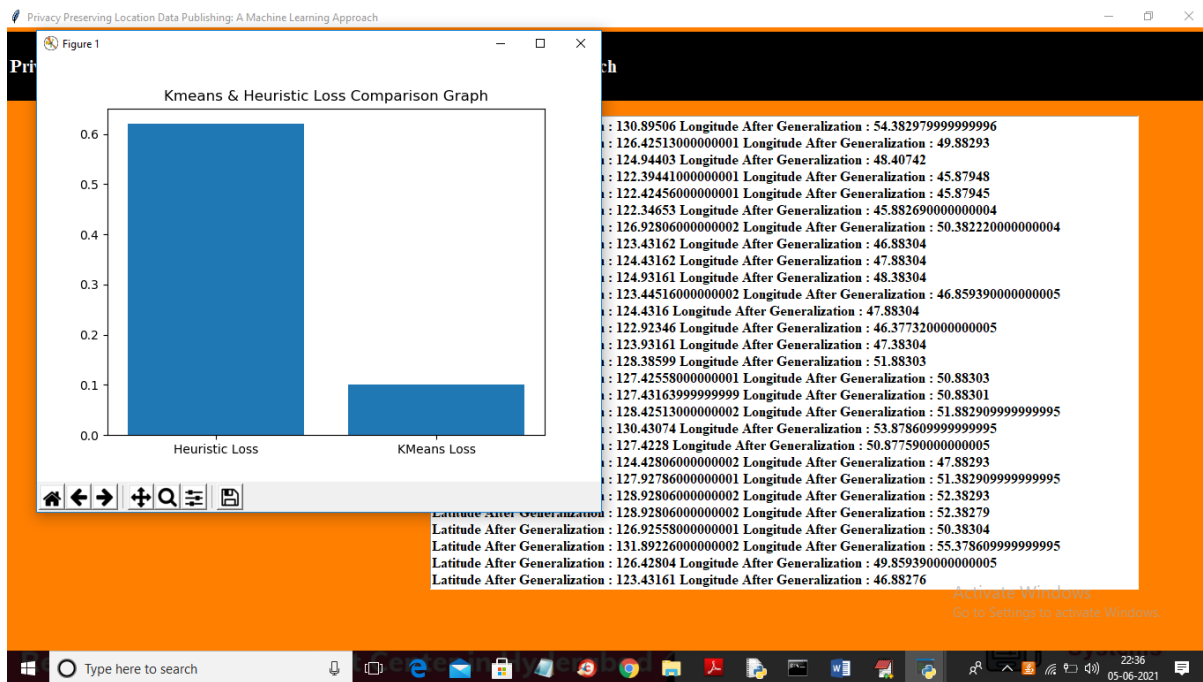 Privacy Preserving Location Data Publishing: A Machine Learning Approach
Figure 1
Pri
ch
Kmeans & Heuristic Loss Comparison Graph
0.6
0.5
0.4
0.3
0.2
0.1
0.0
Heuristic Loss
KMeans Loss
: 130.89506 Longitude After Generalization : 54.382979999999996
: 126.42513000000001 Longitude After Generalization : 49.88293
: 124.94403 Longitude After Generalization : 48.40742
: 122.39441000000001 Longitude After Generalization : 45.87948
: 122.42456000000001 Longitude After Generalization : 45.87945
: 122.34653 Longitude After Generalization : 45.882690000000004
: 126.92806000000002 Longitude After Generalization : 50.382220000000004
: 123.43162 Longitude After Generalization : 46.88304
: 124.43162 Longitude After Generalization : 47.88304
: 124.93161 Longitude After Generalization : 48.38304
: 123.44516000000002 Longitude After Generalization : 46.859390000000005
: 124.4316 Longitude After Generalization : 47.88304
: 122.92346 Longitude After Generalization : 46.377320000000005
: 123.93161 Longitude After Generalization : 47.38304
: 128.38599 Longitude After Generalization : 51.88303
: 127.42558000000001 Longitude After Generalization : 50.88303
: 127.43163999999999 Longitude After Generalization : 50.88301
: 128.42513000000002 Longitude After Generalization : 51.882909999999995
: 130.43074 Longitude After Generalization : 53.878609999999995
: 127.4228 Longitude After Generalization : 50.877590000000005
: 124.42806000000002 Longitude After Generalization : 47.88293
: 127.92786000000001 Longitude After Generalization : 51.382909999999995
: 128.92806000000002 Longitude After Generalization : 52.38293
Latitude After Generalization : 128.92806000000002 Longitude After Generalization : 52.38279
Latitude After Generalization : 126.92558000000001 Longitude After Generalization : 50.38304
Latitude After Generalization : 131.89226000000002 Longitude After Generalization : 55.378609999999995
Latitude After Generalization : 126.42804 Longitude After Generalization : 49.859390000000005
Latitude After Generalization : 123.43161 Longitude After Generalization : 46.88276
Activate Windows
Go to Settings to activate Windows.
Type here to search
22:36
05-06-2021